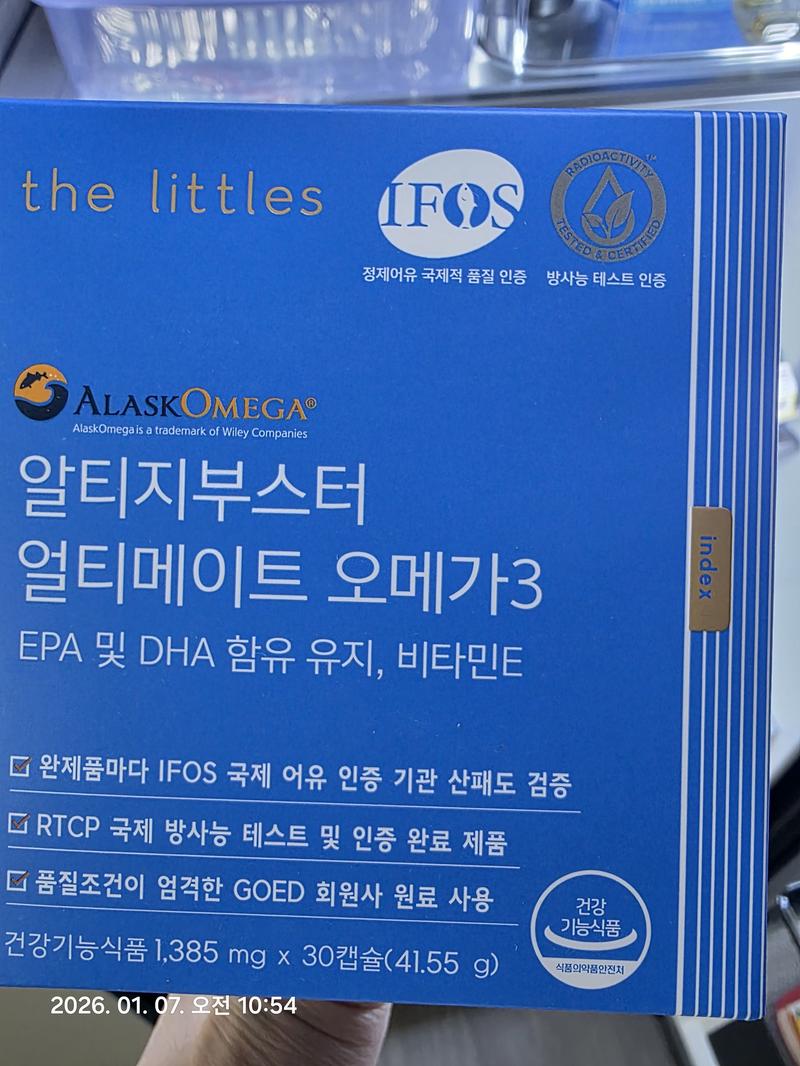 the littles
IFOS
정제어유 국제적 품질 인증
RADIOACTIVITY™
TESTED & CERTIFIED
방사능 테스트 인증
ALASKOMEGA®
AlaskOmega is a trademark of Wiley Companies
알티지부스터
얼티메이트 오메가3
EPA 및 DHA 함유 유지, 비타민E
index
완제품마다 IFOS 국제 어유 인증 기관 산패도 검증
RTCP 국제 방사능 테스트 및 인증 완료 제품
품질조건이 엄격한 GOED 회원사 원료 사용
건강기능식품 1,385 mg x 30캡슐(41.55 g)
건강
기능식품
식품의약품안전처
2026. 01. 07. 오전 10:54